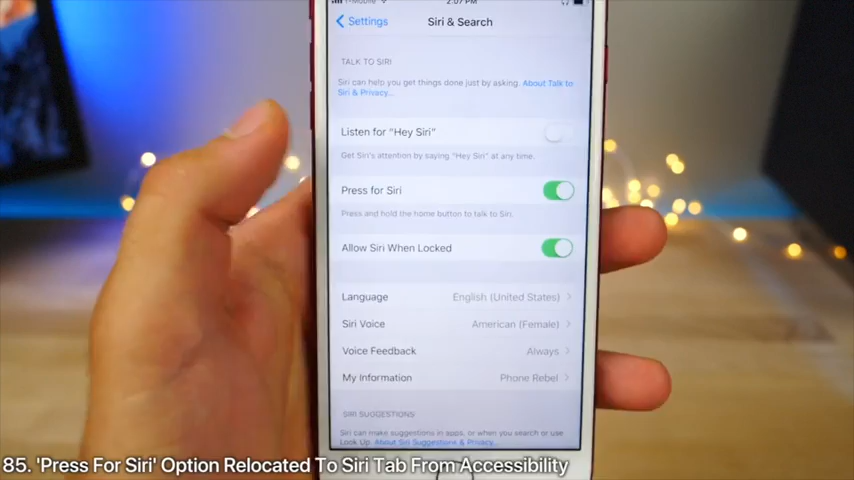 T-Mobile 2:07 PM
Settings Siri & Search
TALK TO SIRI
Siri can help you get things done just by asking. About Talk to
Siri & Privacy...
Listen for “Hey Siri”
Get Siri's attention by saying “Hey Siri” at any time.
Press for Siri
Press and hold the home button to talk to Siri.
Allow Siri When Locked
Language English (United States)
Siri Voice American (Female)
Voice Feedback Always
My Information Phone Rebel
SIRI SUGGESTIONS
Siri can make suggestions in apps, or when you search or use
Look Up. About Siri Suggestions & Privacy...
85. 'Press For Siri' Option Relocated To Siri Tab From Accessibility